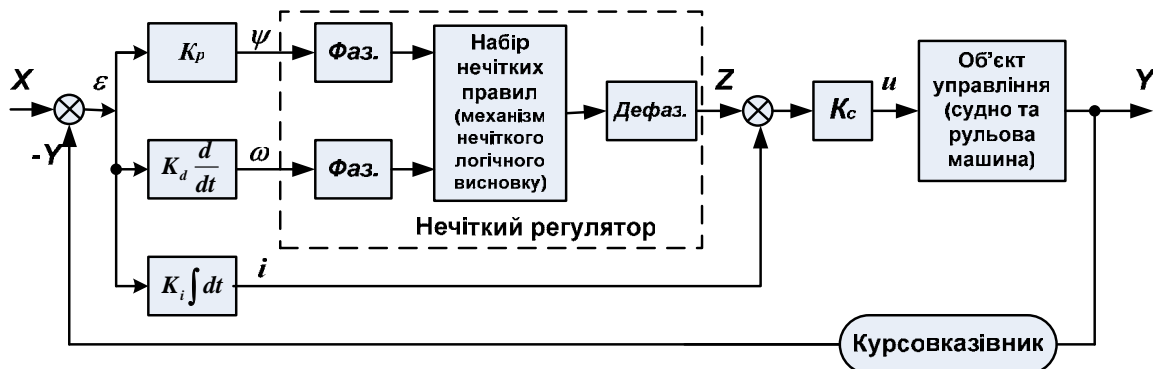 X
-Y
ε
Kp
ψ
Фаз.
Kd d/dt
ω
Фаз.
Ki ∫ dt
i
Набір
нечітких
правил
(механізм
нечіткого
логічного
висновку)
Дефаз.
Нечіткий регулятор
Z
Kc
u
Об’єкт
управління
(судно та
рульова
машина)
Y
Курсовказівник